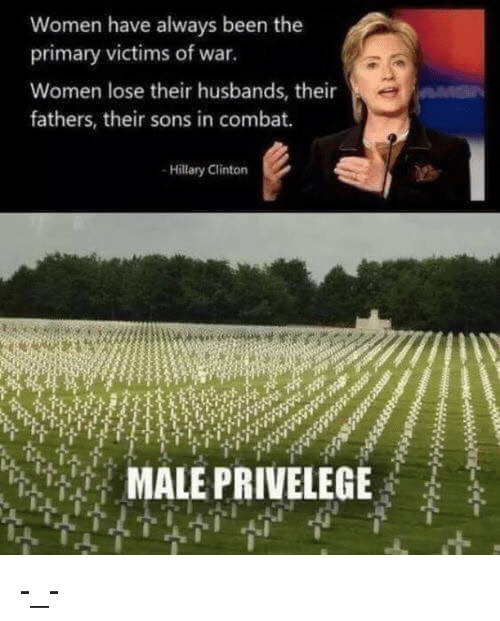 Women have always been the
primary victims of war.
Women lose their husbands, their
fathers, their sons in combat.
- Hillary Clinton
MALE PRIVELEGE
-_-